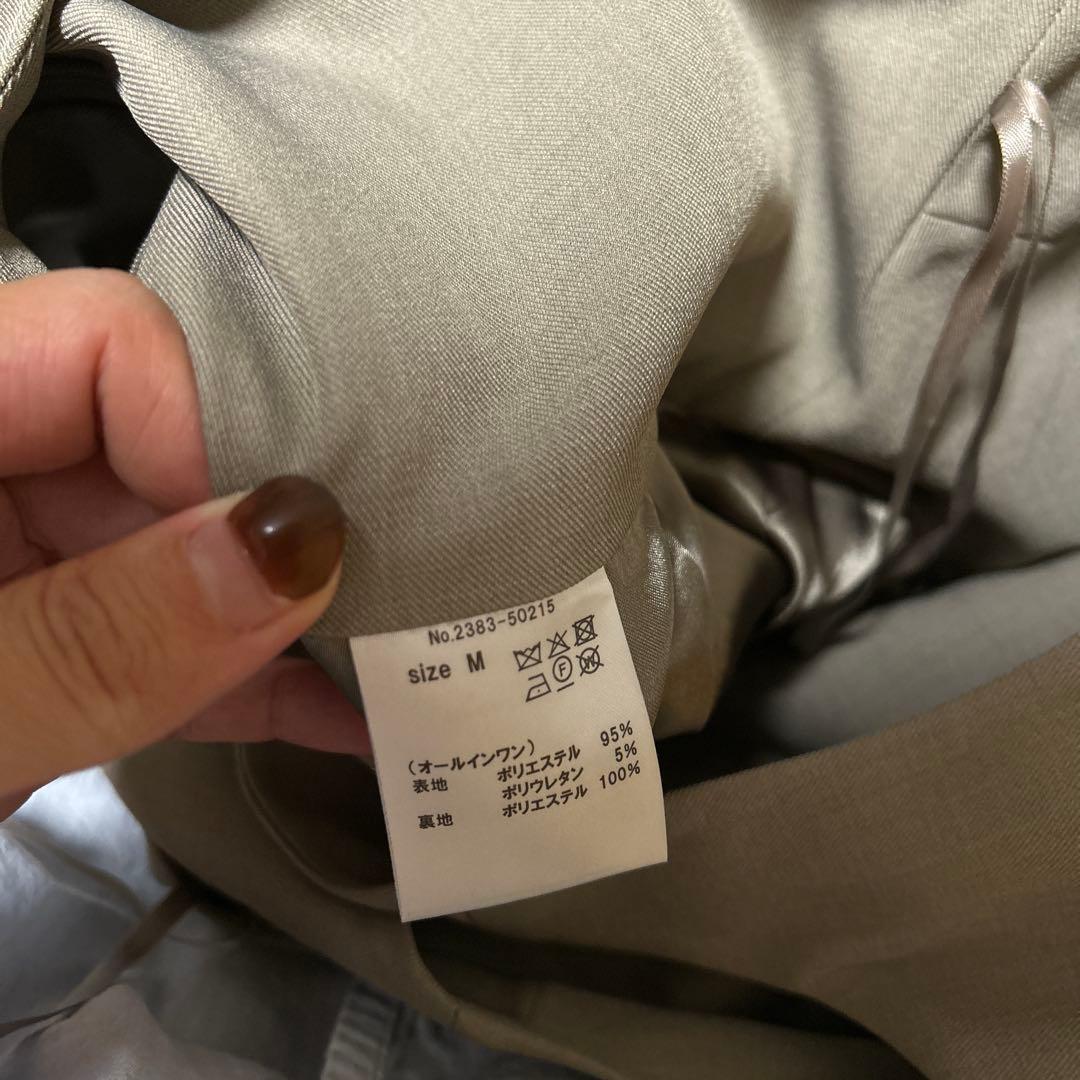 No.2383-50215
size M
F
W
(オールインワン)
表地 ポリエステル 95%
ポリウレタン 5%
裏地 ポリエステル 100%